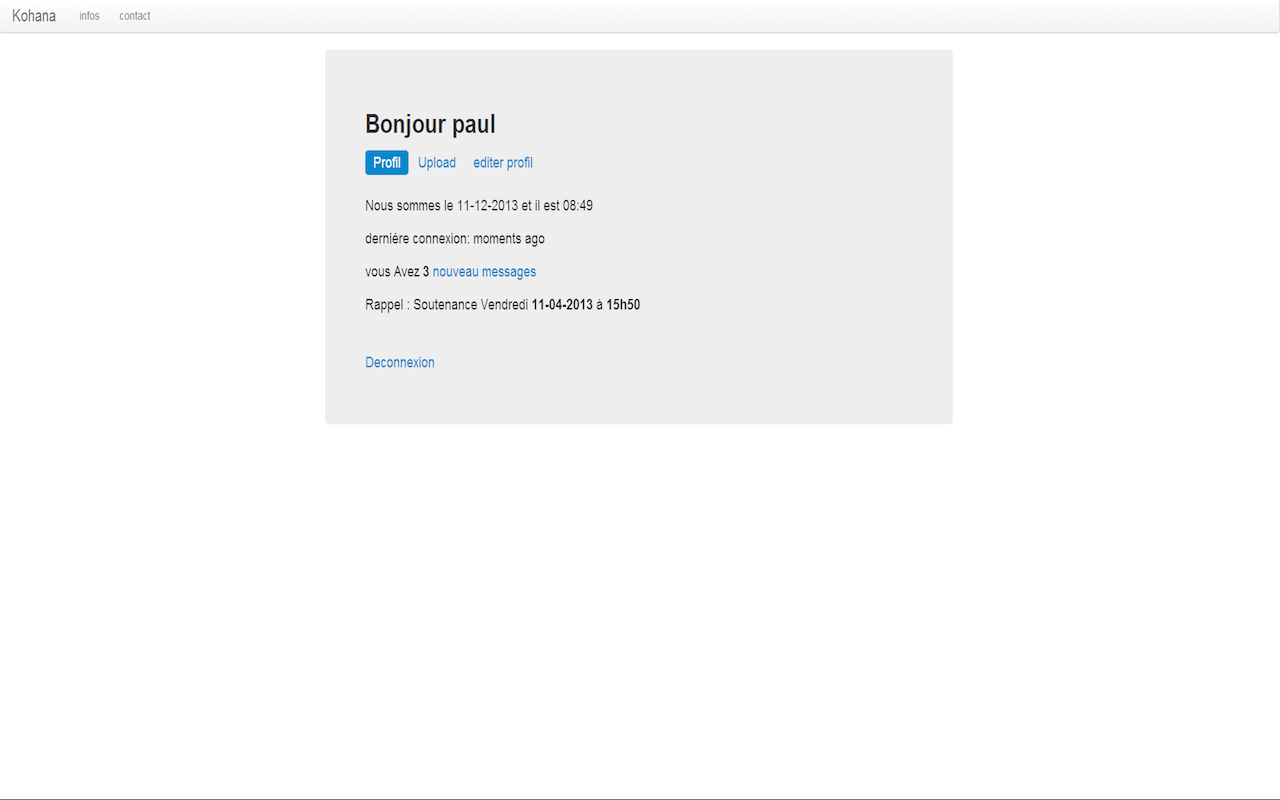 Kohana infos contact
Bonjour paul
Profil Upload editer profil
Nous sommes le 11-12-2013 et il est 08:49
derniére connexion: moments ago
vous Avez 3 nouveau messages
Rappel : Soutenance Vendredi 11-04-2013 à 15h50
Deconnexion